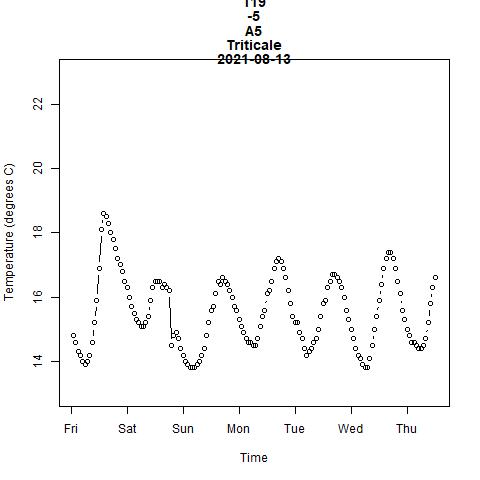 T19
-5
A5
Triticale
2021-08-13
22
20
18
16
14
Temperature (degrees C)
Fri Sat Sun Mon Tue Wed Thu
Time